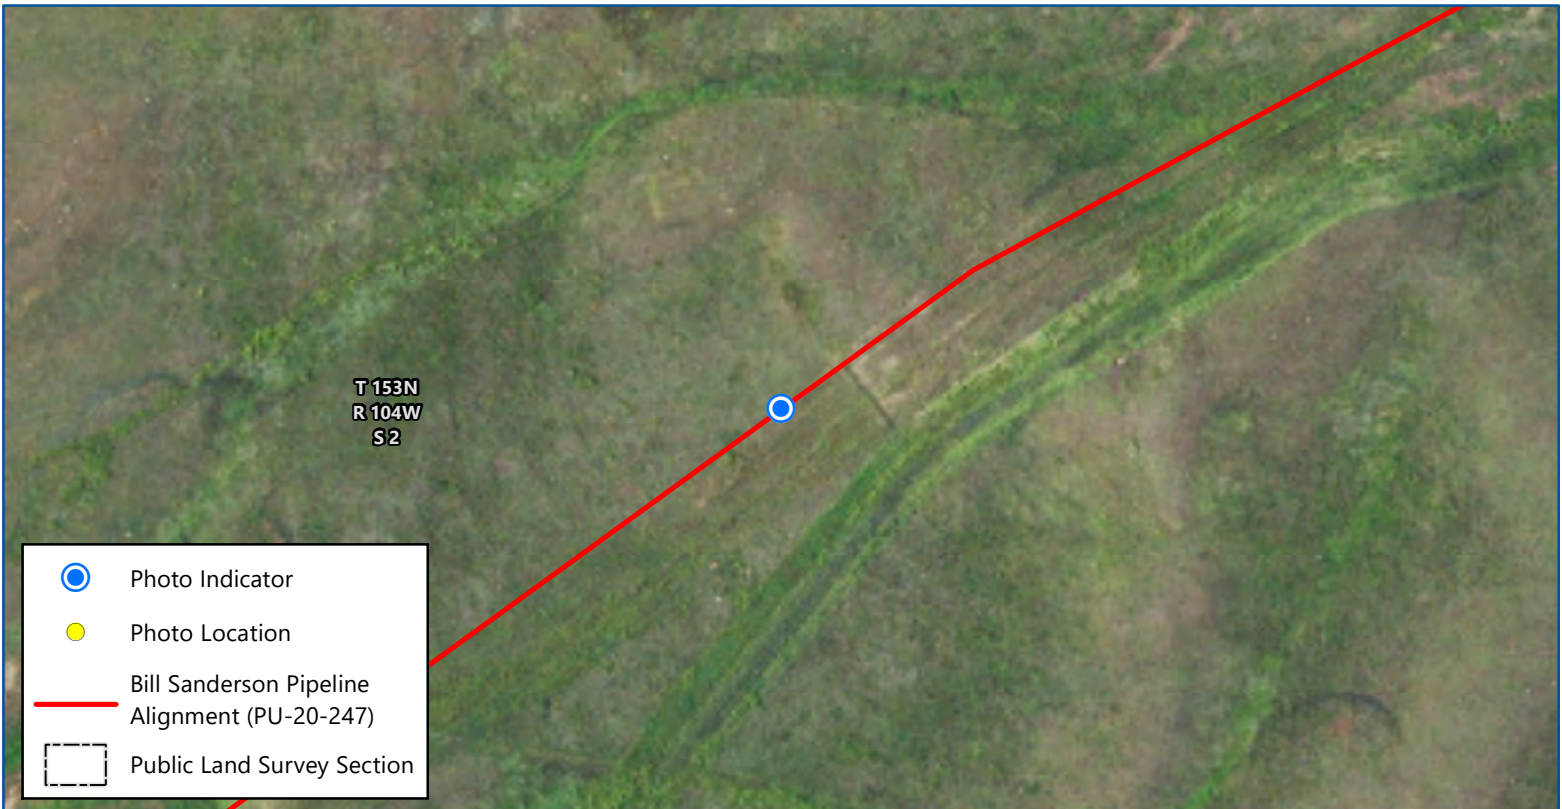 T 153N
R 104W
S 2
Photo Indicator
Photo Location
Bill Sanderson Pipeline
Alignment (PU-20-247)
Public Land Survey Section